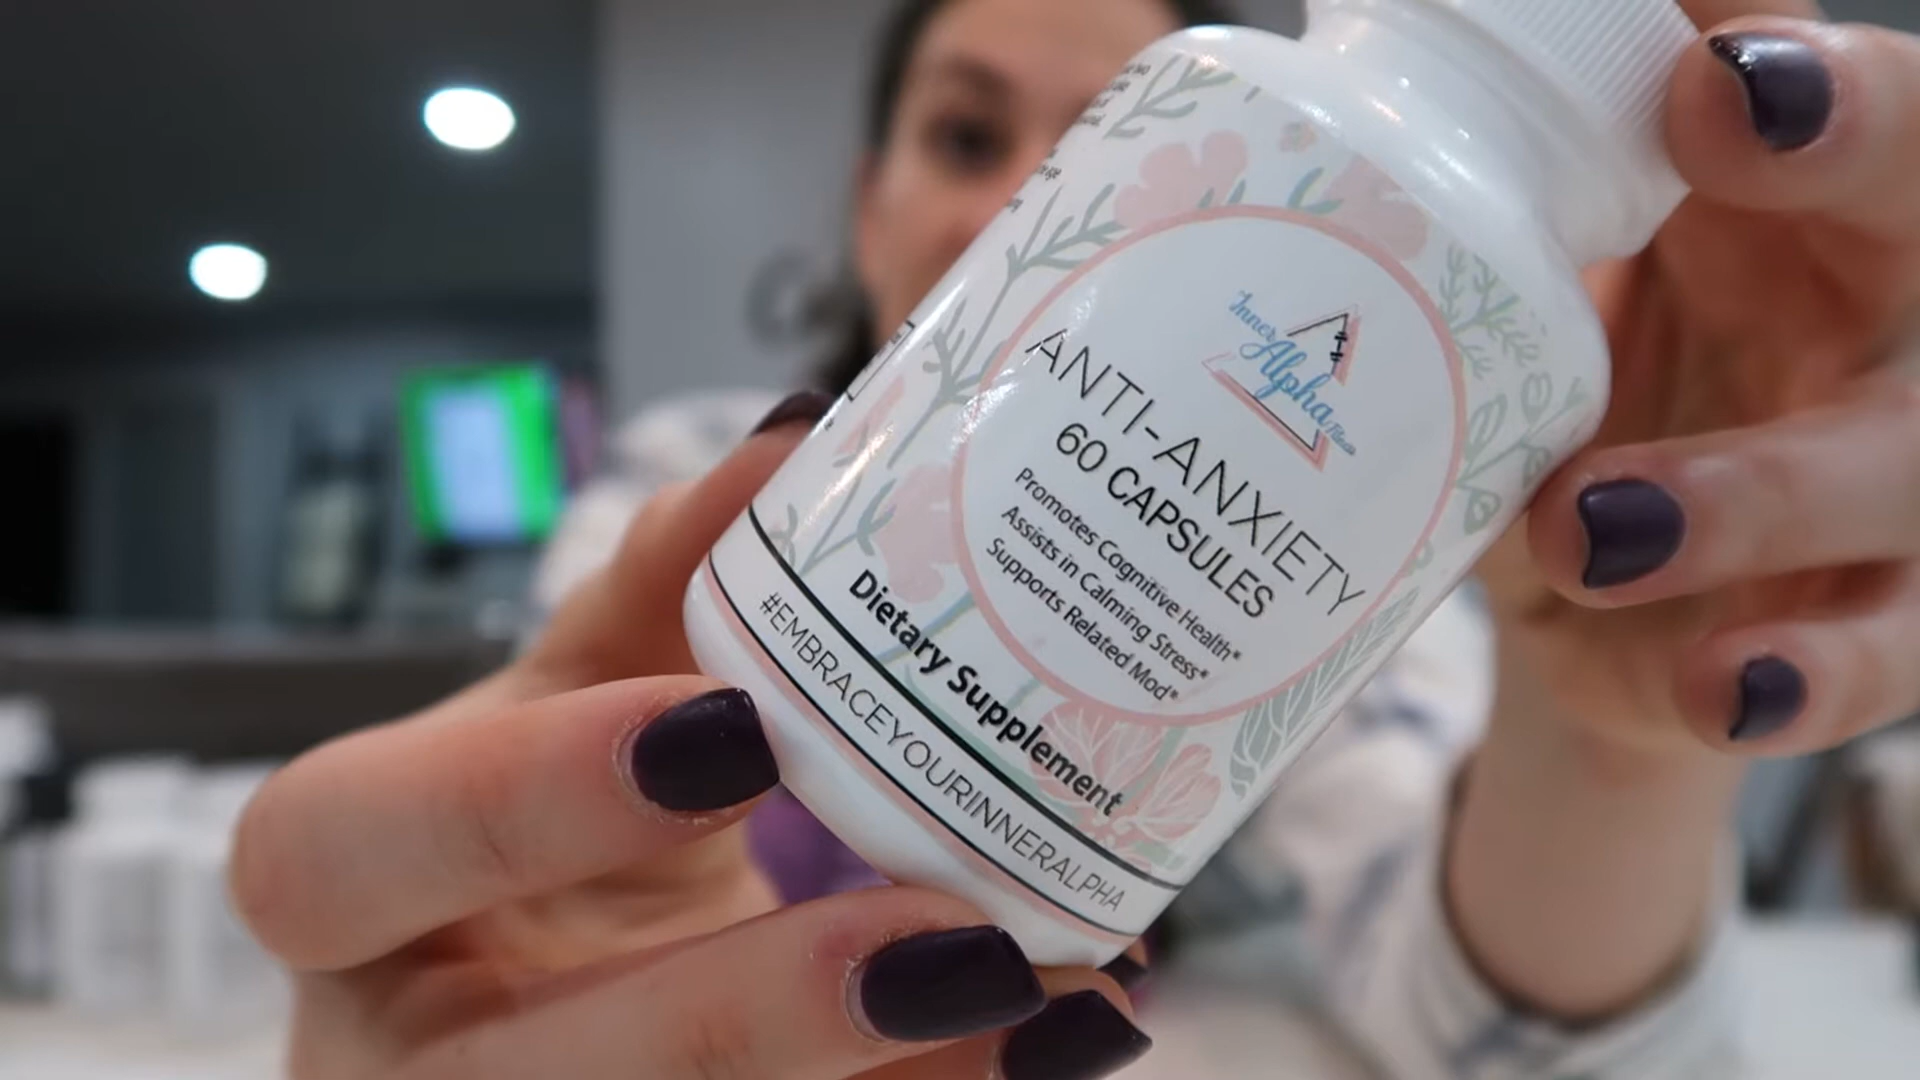 Inner
Alpha
ANTI-ANXIETY
60 CAPSULES
Promotes Cognitive Health*
Assists in Calming Stress*
Supports Related Mod*
Dietary Supplement
#EMBRACEYOURINNERALPHA